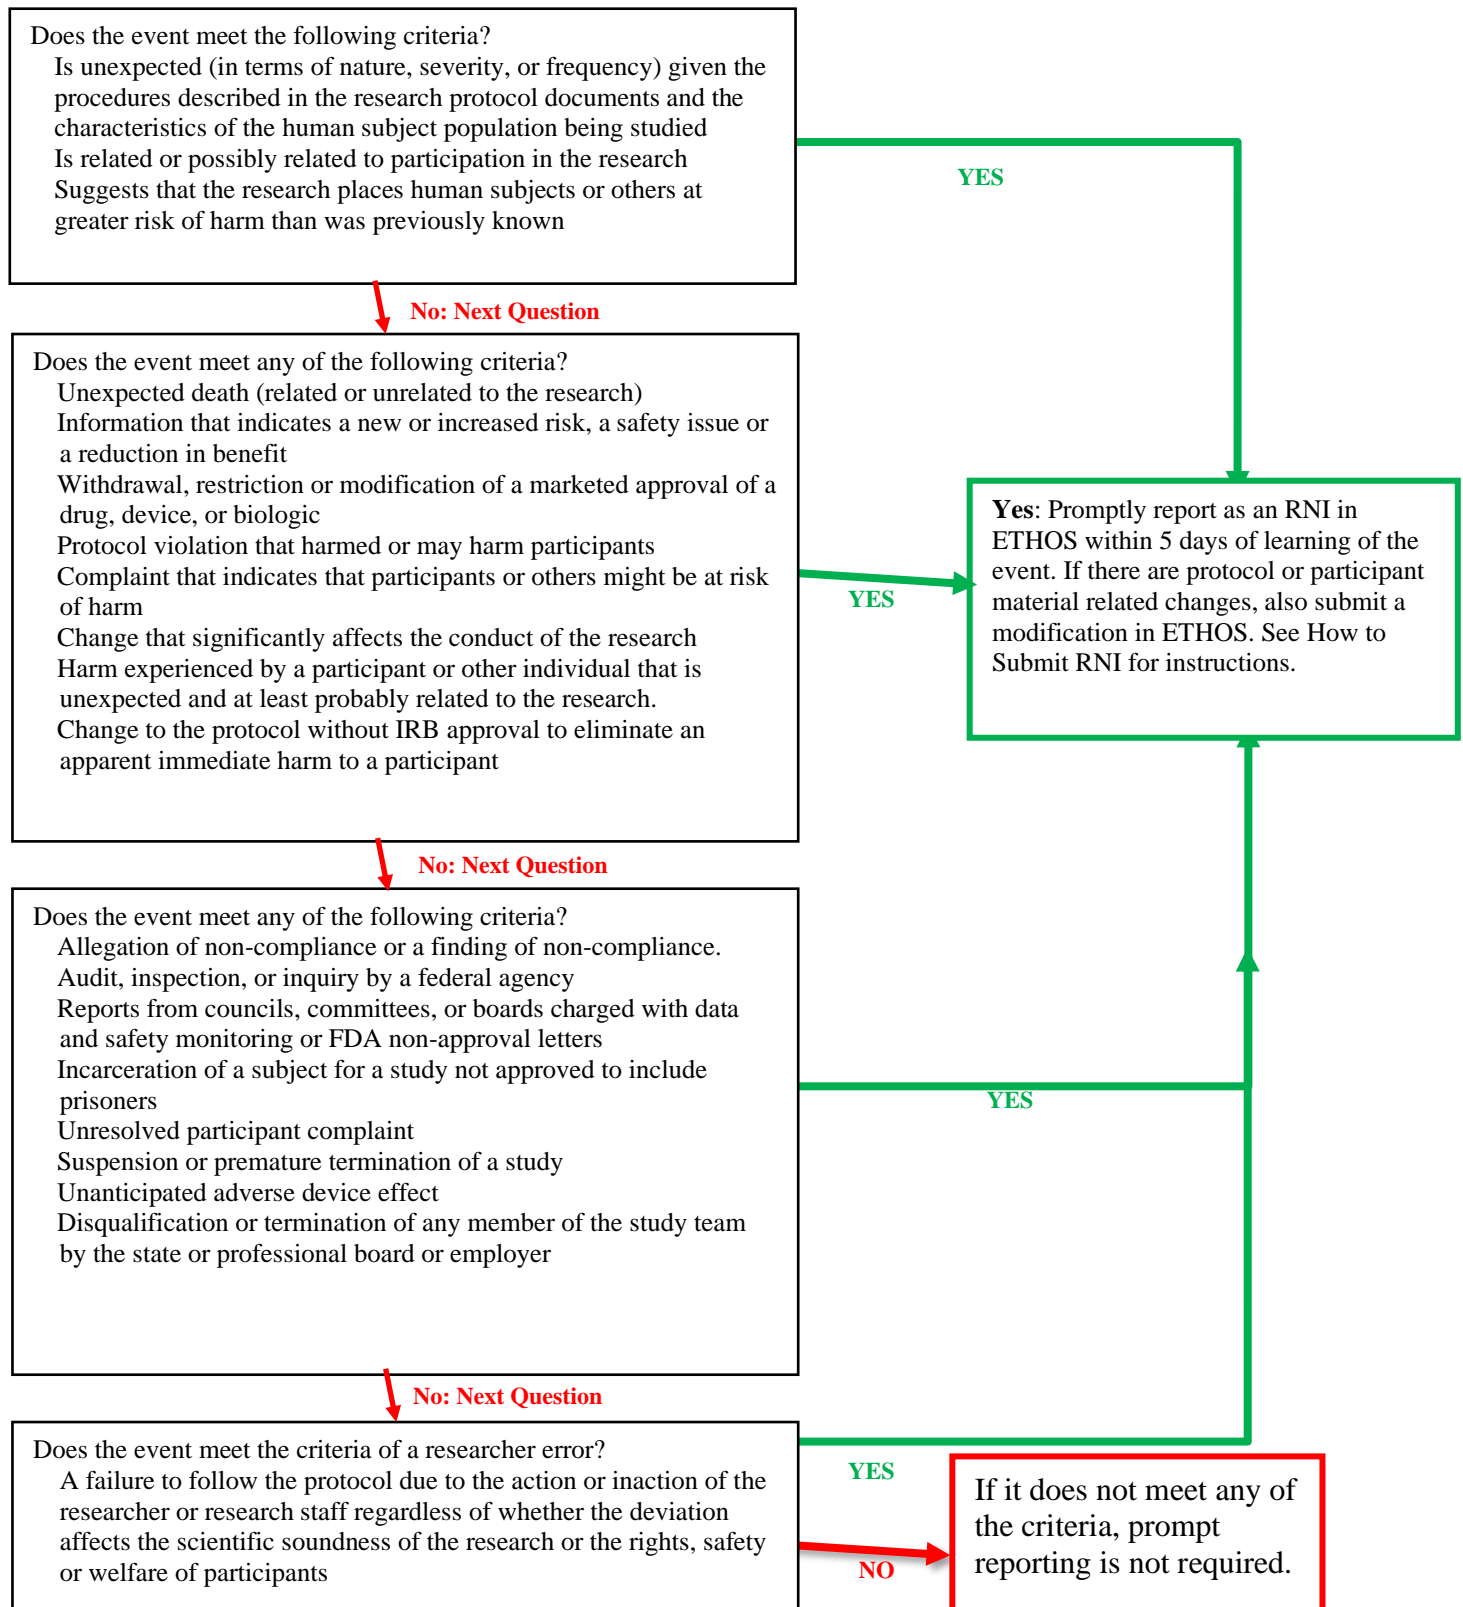 Does the event meet the following criteria?
Is unexpected (in terms of nature, severity, or frequency) given the
procedures described in the research protocol documents and the
characteristics of the human subject population being studied
Is related or possibly related to participation in the research
Suggests that the research places human subjects or others at
greater risk of harm than was previously known
YES
No: Next Question
Does the event meet any of the following criteria?
Unexpected death (related or unrelated to the research)
Information that indicates a new or increased risk, a safety issue or
a reduction in benefit
Withdrawal, restriction or modification of a marketed approval of a
drug, device, or biologic
Protocol violation that harmed or may harm participants
Complaint that indicates that participants or others might be at risk
of harm
Change that significantly affects the conduct of the research
Harm experienced by a participant or other individual that is
unexpected and at least probably related to the research.
Change to the protocol without IRB approval to eliminate an
apparent immediate harm to a participant
YES
Yes: Promptly report as an RNI in
ETHOS within 5 days of learning of the
event. If there are protocol or participant
material related changes, also submit a
modification in ETHOS. See How to
Submit RNI for instructions.
No: Next Question
Does the event meet any of the following criteria?
Allegation of non-compliance or a finding of non-compliance.
Audit, inspection, or inquiry by a federal agency
Reports from councils, committees, or boards charged with data
and safety monitoring or FDA non-approval letters
Incarceration of a subject for a study not approved to include
prisoners
Unresolved participant complaint
Suspension or premature termination of a study
Unanticipated adverse device effect
Disqualification or termination of any member of the study team
by the state or professional board or employer
YES
No: Next Question
Does the event meet the criteria of a researcher error?
A failure to follow the protocol due to the action or inaction of the
researcher or research staff regardless of whether the deviation
affects the scientific soundness of the research or the rights, safety
or welfare of participants
YES
NO
If it does not meet any of
the criteria, prompt
reporting is not required.